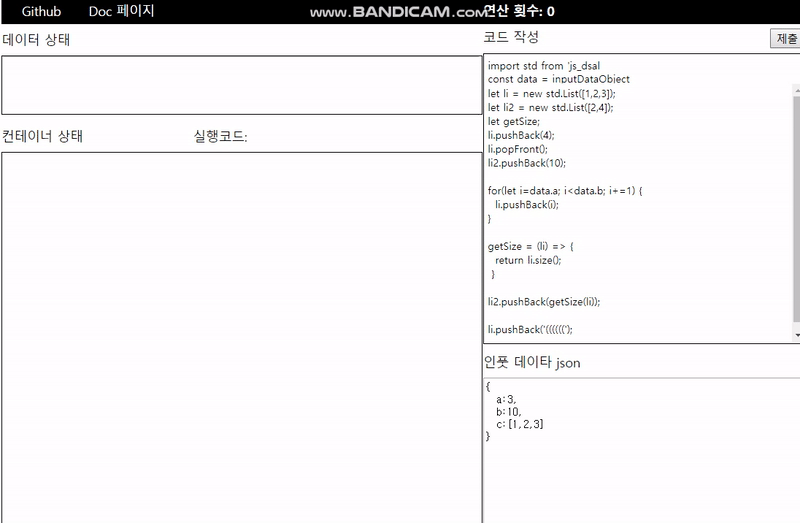 Github Doc 페이지 www.BANDICAM.com 연산 횟수: 0
데이터 상태
컨테이너 상태 실행코드:
코드 작성 제출
import std from 'js_dsal
const data = inputDataObject
let li = new std.List([1,2,3]);
let li2 = new std.List([2,4]);
let getSize;
li.pushBack(4);
li.popFront();
li2.pushBack(10);
for(let i=data.a; i<data.b; i+=1) {
li.pushBack(i);
}
getSize = (li) => {
return li.size();
}
li2.pushBack(getSize(li));
li.pushBack('((((((');
인풋 데이타 json
{
a:3,
b:10,
c: [1,2,3]
}